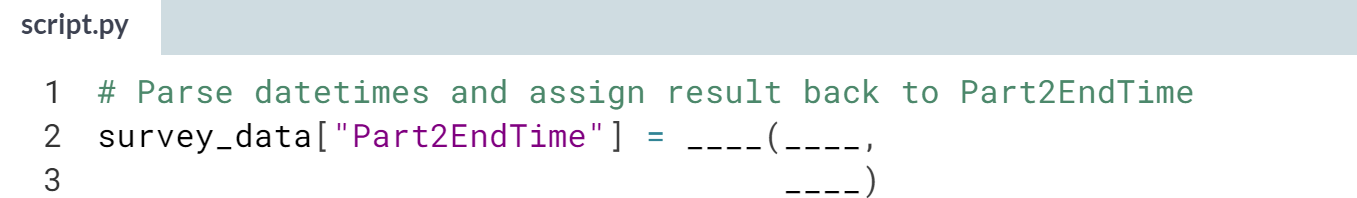 script.py
1 # Parse datetimes and assign result back to Part2EndTime
2 survey_data["Part2EndTime"] = ____(____,
3                                    ____)